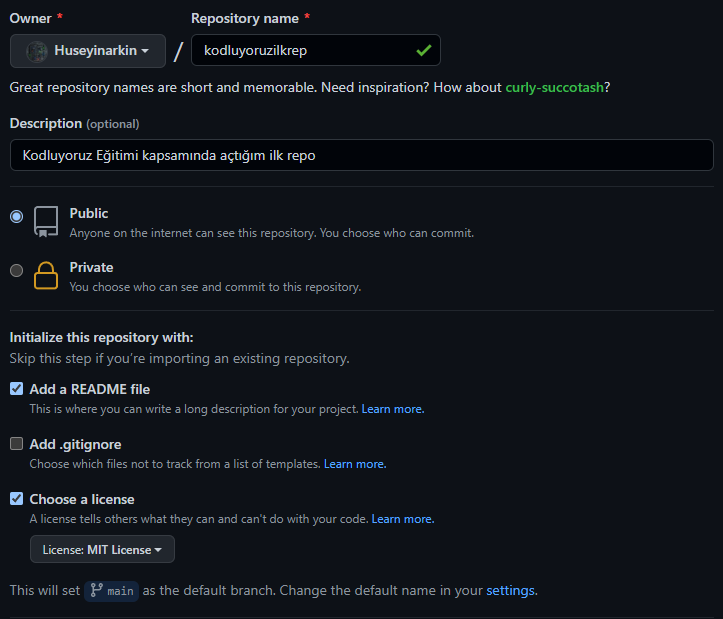 Owner * Repository name *
Huseyinarkin / kodluyoruzilkrep
Great repository names are short and memorable. Need inspiration? How about curly-succotash?
Description (optional)
Kodluyoruz Eğitimi kapsamında açtığım ilk repo
Public
Anyone on the internet can see this repository. You choose who can commit.
Private
You choose who can see and commit to this repository.
Initialize this repository with:
Skip this step if you're importing an existing repository.
Add a README file
This is where you can write a long description for your project. Learn more.
Add .gitignore
Choose which files not to track from a list of templates. Learn more.
Choose a license
A license tells others what they can and can't do with your code. Learn more.
License: MIT License
This will set main as the default branch. Change the default name in your settings.